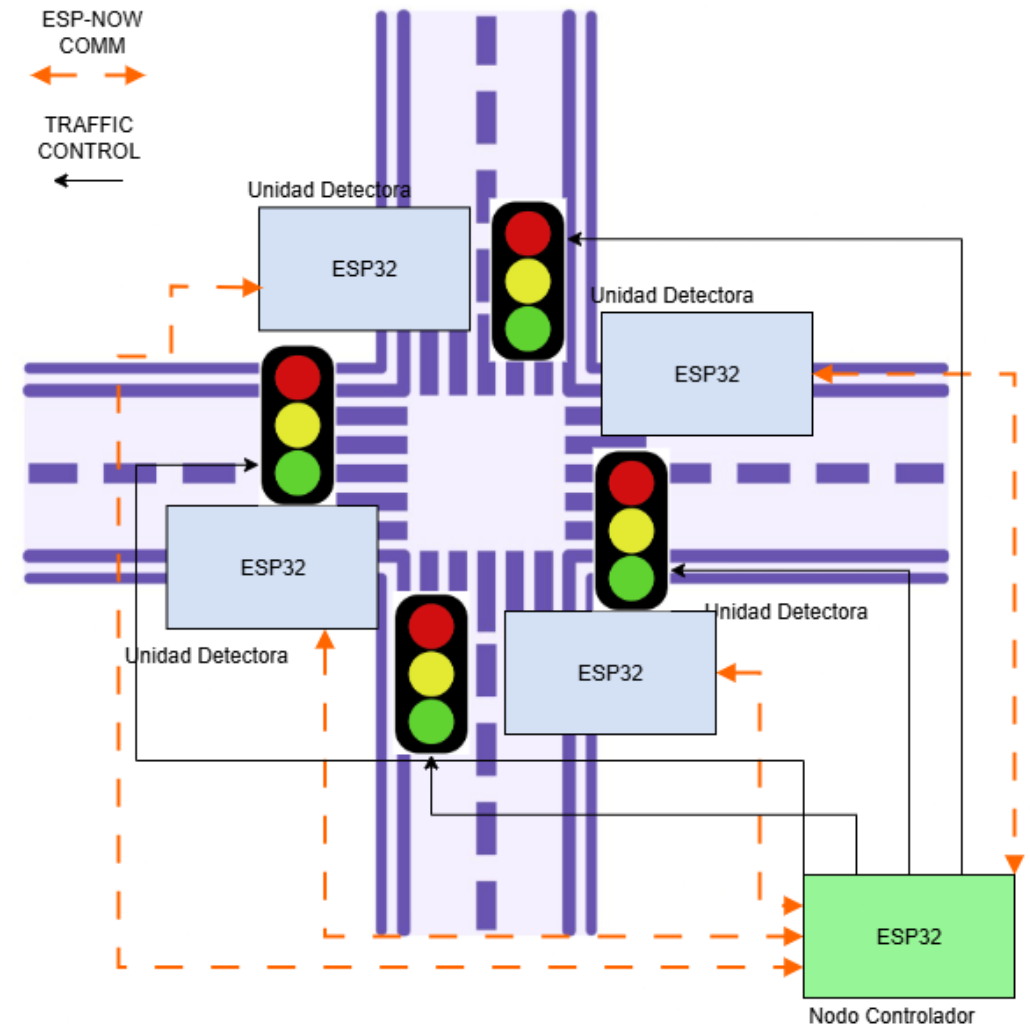 ESP-NOW
COMM
TRAFFIC
CONTROL
Unidad Detectora
ESP32
Unidad Detectora
ESP32
ESP32
Unidad Detectora
Unidad Detectora
ESP32
ESP32
Nodo Controlador